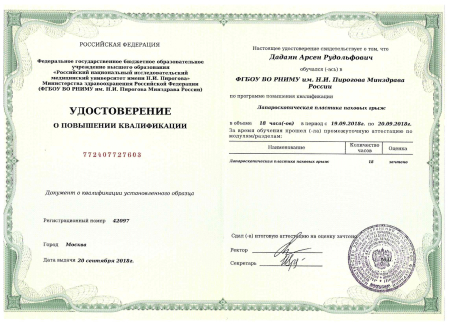 РОССИЙСКАЯ ФЕДЕРАЦИЯ
Федеральное государственное бюджетное образовательное
учреждение высшего образования
«Российский национальный исследовательский
медицинский университет имени Н.И. Пирогова»
Министерства здравоохранения Российской Федерации
(ФГБОУ ВО РНИМУ им. Н.И. Пирогова Минздрава России)
УДОСТОВЕРЕНИЕ
О ПОВЫШЕНИИ КВАЛИФИКАЦИИ
772407727603
Документ о квалификации установленного образца
Регистрационный номер 42097
Город Москва
Дата выдачи 20 сентября 2018г.
Настоящее удостоверение свидетельствует о том, что
Дадаян Арсен Рудольфович
обучался (-ась) в
ФГБОУ ВО РНИМУ им. Н.И. Пирогова Минздрава
России
по программе повышения квалификации
Лапароскопическая пластика паховых грыж
в объеме 18 часа(-ов) в период с 19.09.2018г. по 20.09.2018г.
За время обучения прошел (-ла) промежуточную аттестацию по
модулям/разделам:
Наименование Количество часов Оценка
Лапароскопическая пластика паховых грыж 18 зачтено
Сдал (-а) итоговую аттестацию на оценку зачтено
Ректор
Секретарь